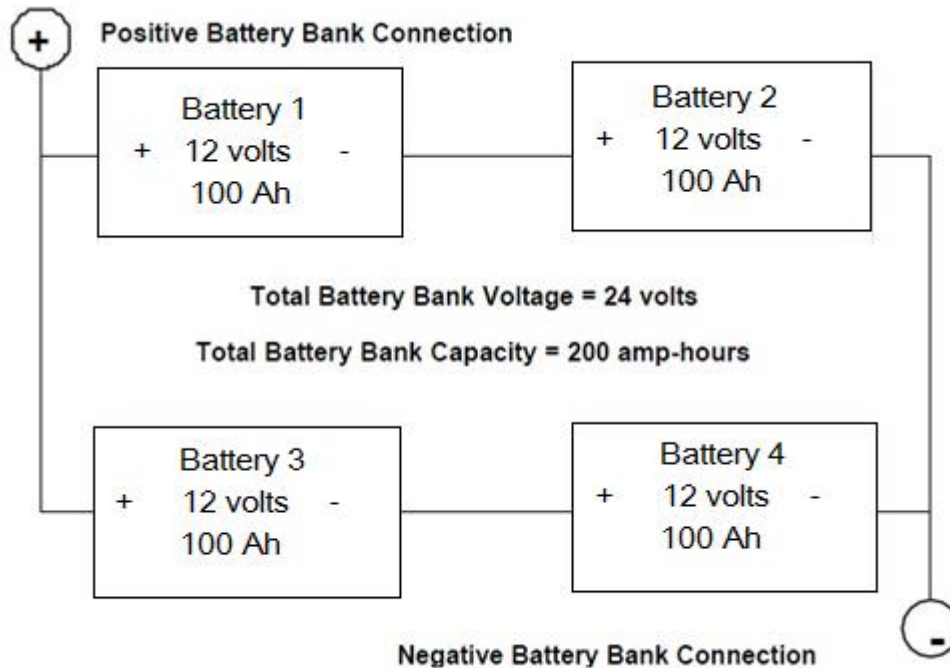 + Positive Battery Bank Connection
Battery 1
+ 12 volts -
100 Ah
Battery 2
+ 12 volts -
100 Ah
Total Battery Bank Voltage = 24 volts
Total Battery Bank Capacity = 200 amp-hours
Battery 3
+ 12 volts -
100 Ah
Battery 4
+ 12 volts -
100 Ah
Negative Battery Bank Connection -